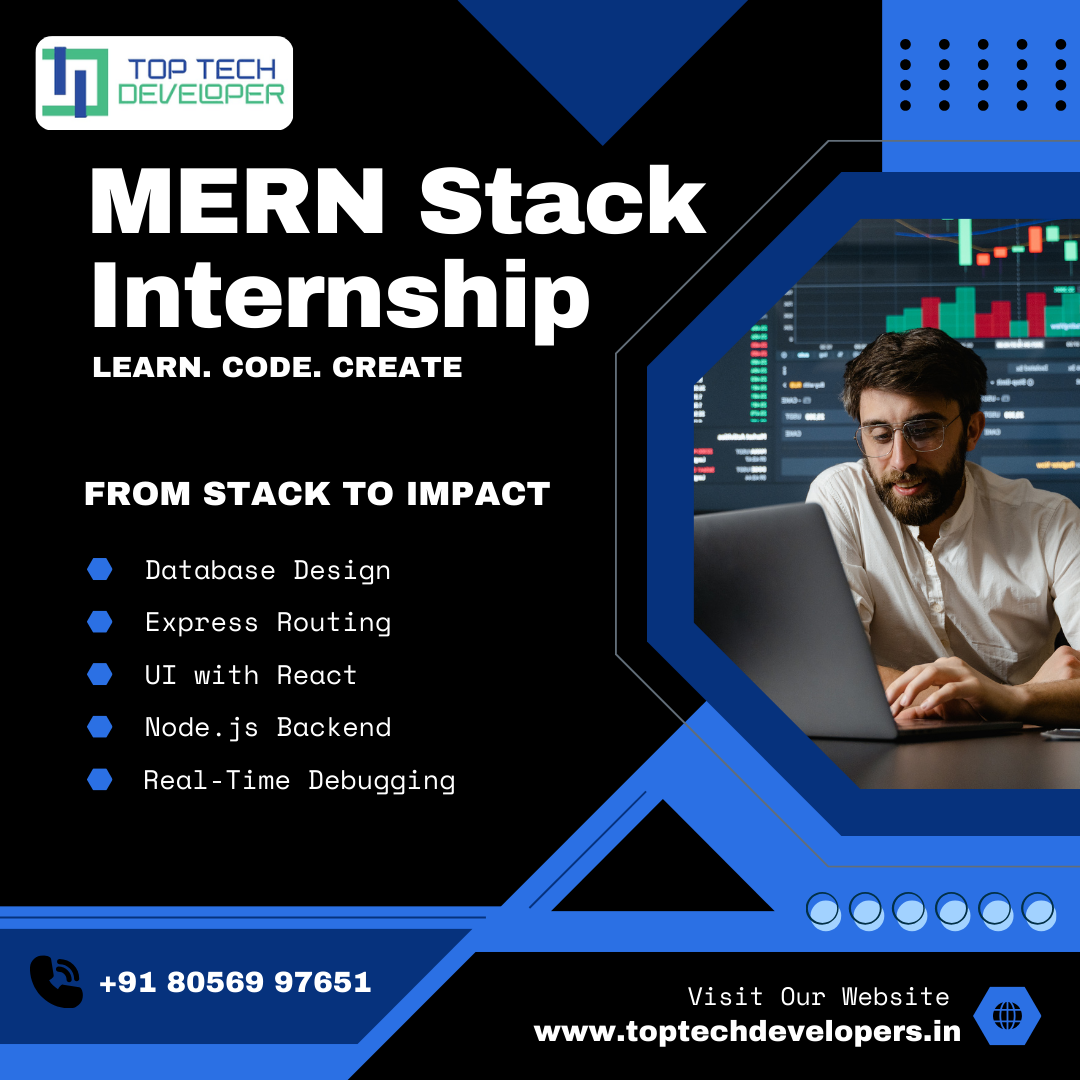 TOP TECH
DEVELOPER
MERN Stack
Internship
LEARN. CODE. CREATE
FROM STACK TO IMPACT
Database Design
Express Routing
UI with React
Node.js Backend
Real-Time Debugging
+91 80569 97651
Visit Our Website
www.toptechdevelopers.in